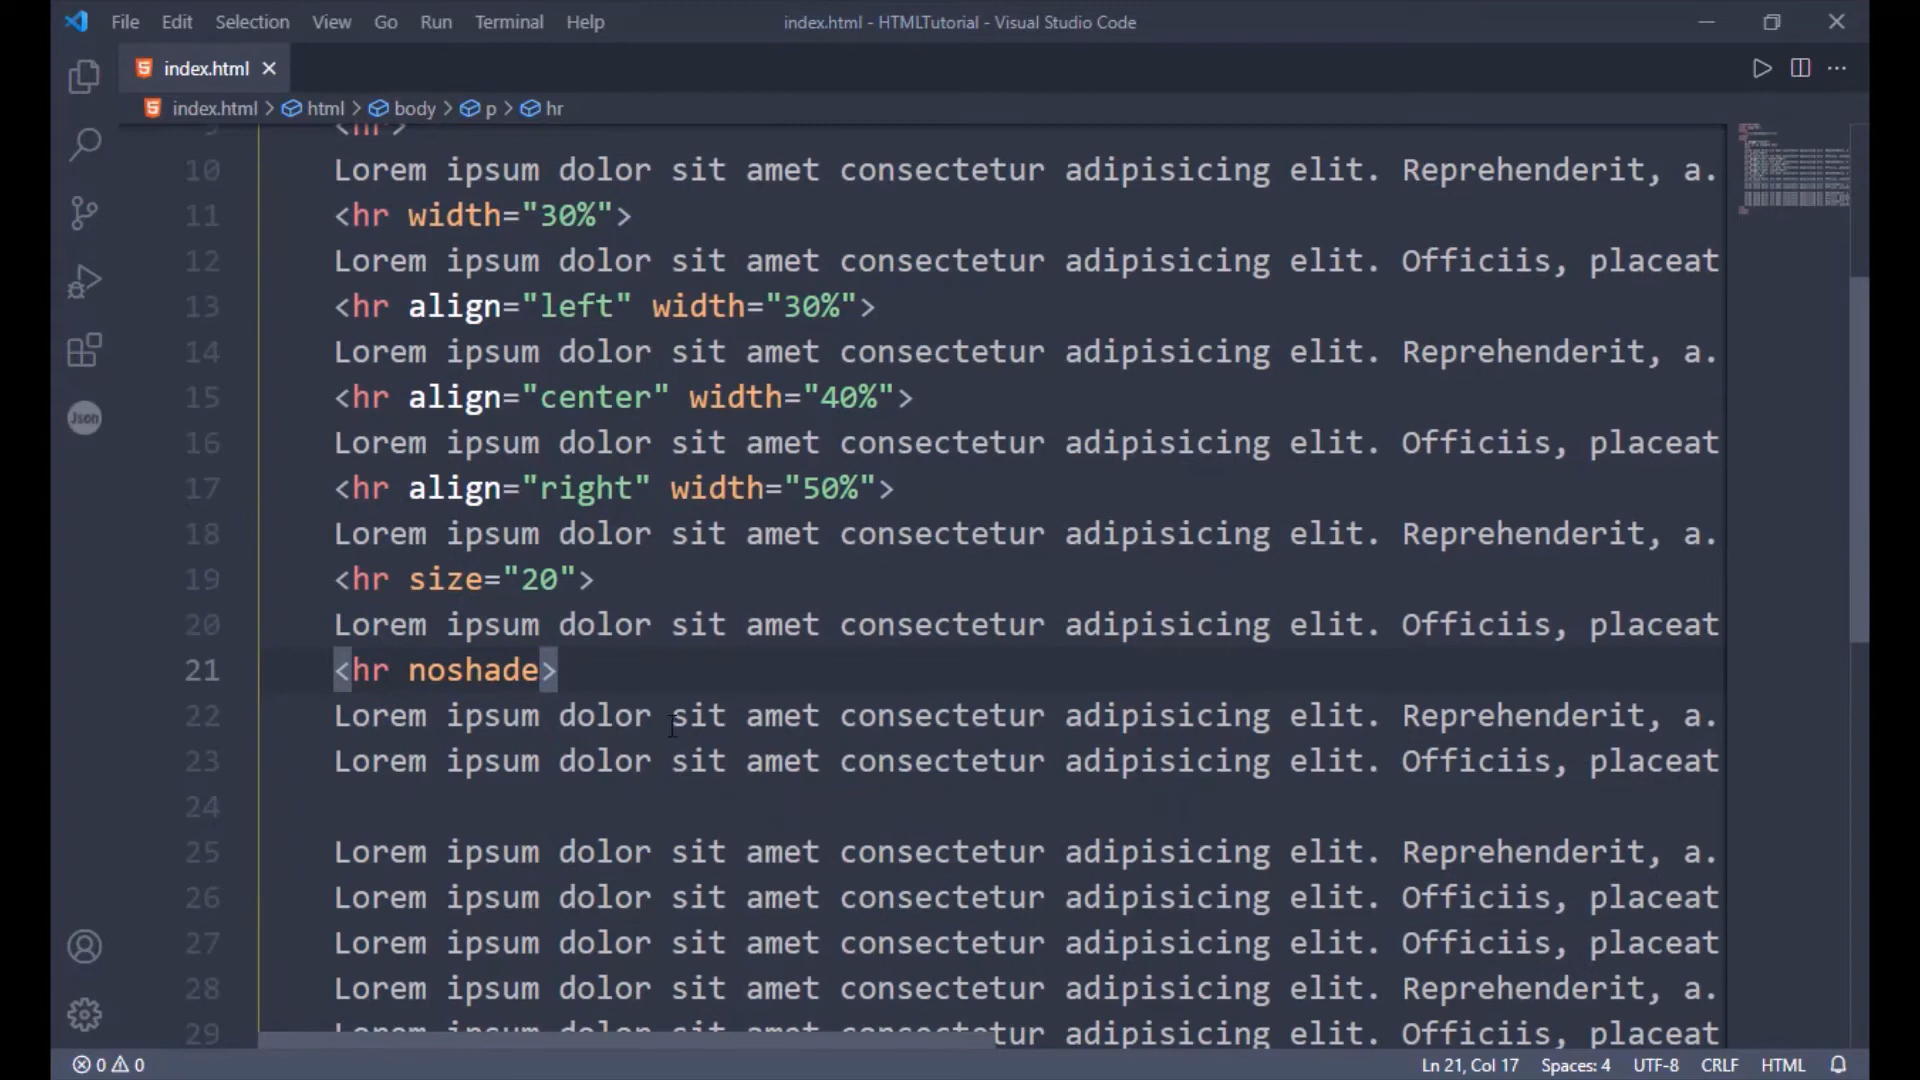 File Edit Selection View Go Run Terminal Help
index.html - HTMLTutorial - Visual Studio Code
index.html
index.html > html > body > p > hr
9 <hr>
10 Lorem ipsum dolor sit amet consectetur adipisicing elit. Reprehenderit, a.
11 <hr width="30%">
12 Lorem ipsum dolor sit amet consectetur adipisicing elit. Officiis, placeat
13 <hr align="left" width="30%">
14 Lorem ipsum dolor sit amet consectetur adipisicing elit. Reprehenderit, a.
15 <hr align="center" width="40%">
16 Lorem ipsum dolor sit amet consectetur adipisicing elit. Officiis, placeat
17 <hr align="right" width="50%">
18 Lorem ipsum dolor sit amet consectetur adipisicing elit. Reprehenderit, a.
19 <hr size="20">
20 Lorem ipsum dolor sit amet consectetur adipisicing elit. Officiis, placeat
21 <hr noshade>
22 Lorem ipsum dolor sit amet consectetur adipisicing elit. Reprehenderit, a.
23 Lorem ipsum dolor sit amet consectetur adipisicing elit. Officiis, placeat
24
25 Lorem ipsum dolor sit amet consectetur adipisicing elit. Reprehenderit, a.
26 Lorem ipsum dolor sit amet consectetur adipisicing elit. Officiis, placeat
27 Lorem ipsum dolor sit amet consectetur adipisicing elit. Officiis, placeat
28 Lorem ipsum dolor sit amet consectetur adipisicing elit. Reprehenderit, a.
29 Lorem ipsum dolor sit amet consectetur adipisicing elit. Officiis, placeat
Json
0 0
Ln 21, Col 17 Spaces: 4 UTF-8 CRLF HTML